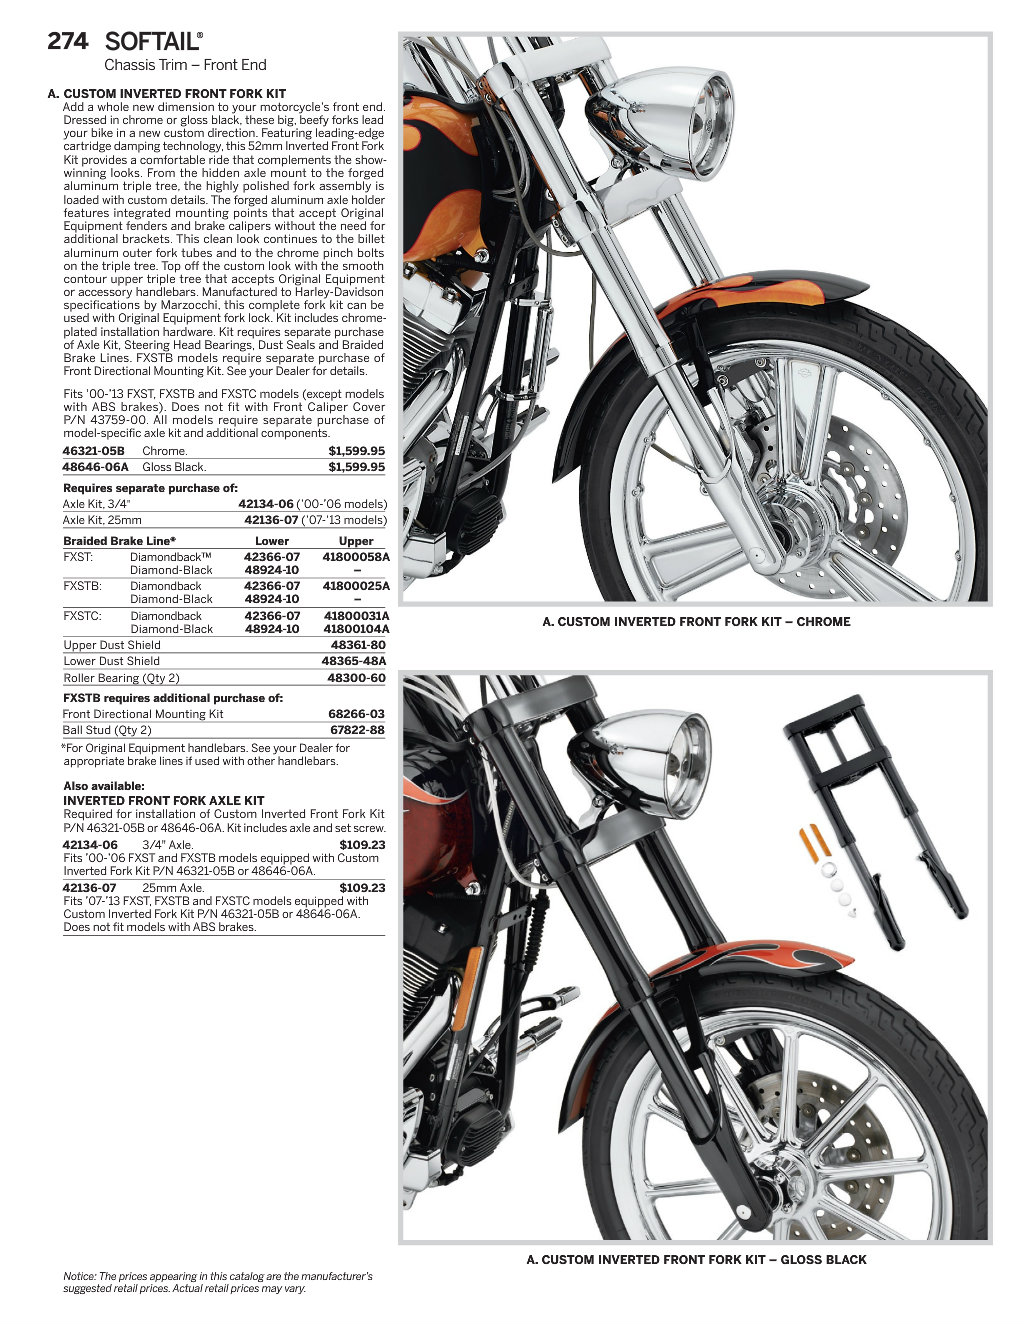 274 SOFTAIL®
Chassis Trim – Front End
A. CUSTOM INVERTED FRONT FORK KIT
Add a whole new dimension to your motorcycle's front end.
Dressed in chrome or gloss black, these big, beefy forks lead
your bike in a new custom direction. Featuring leading-edge
cartridge damping technology, this 52mm Inverted Front Fork
Kit provides a comfortable ride that complements the show-
winning looks. From the hidden axle mount to the forged
aluminum triple tree, the highly polished fork assembly is
loaded with custom details. The forged aluminum axle holder
features integrated mounting points that accept Original
Equipment fenders and brake calipers without the need for
additional brackets. This clean look continues to the billet
aluminum outer fork tubes and to the chrome pinch bolts
on the triple tree. Top off the custom look with the smooth
contour upper triple tree that accepts Original Equipment
or accessory handlebars. Manufactured to Harley-Davidson
specifications by Marzocchi, this complete fork kit can be
used with Original Equipment fork lock. Kit includes chrome-
plated installation hardware. Kit requires separate purchase
of Axle Kit, Steering Head Bearings, Dust Seals and Braided
Brake Lines. FXSTB models require separate purchase of
Front Directional Mounting Kit. See your Dealer for details.
Fits '00-'13 FXST, FXSTB and FXSTC models (except models
with ABS brakes). Does not fit with Front Caliper Cover
P/N 43759-00. All models require separate purchase of
model-specific axle kit and additional components.
46321-05B Chrome. $1,599.95
48646-06A Gloss Black. $1,599.95
Requires separate purchase of:
Axle Kit, 3/4" 42134-06 ('00-'06 models)
Axle Kit, 25mm 42136-07 ('07-'13 models)
Braided Brake Line* Lower Upper
FXST: Diamondback™ 42366-07 41800058A
Diamond-Black 48924-10 –
FXSTB: Diamondback 42366-07 41800025A
Diamond-Black 48924-10 –
FXSTC: Diamondback 42366-07 41800031A
Diamond-Black 48924-10 41800104A
Upper Dust Shield 48361-80
Lower Dust Shield 48365-48A
Roller Bearing (Qty 2) 48300-60
FXSTB requires additional purchase of:
Front Directional Mounting Kit 68266-03
Ball Stud (Qty 2) 67822-88
*For Original Equipment handlebars. See your Dealer for
appropriate brake lines if used with other handlebars.
Also available:
INVERTED FRONT FORK AXLE KIT
Required for installation of Custom Inverted Front Fork Kit
P/N 46321-05B or 48646-06A. Kit includes axle and set screw.
42134-06 3/4" Axle. $109.23
Fits '00-'06 FXST and FXSTB models equipped with Custom
Inverted Fork Kit P/N 46321-05B or 48646-06A.
42136-07 25mm Axle. $109.23
Fits '07-'13 FXST, FXSTB and FXSTC models equipped with
Custom Inverted Fork Kit P/N 46321-05B or 48646-06A.
Does not fit models with ABS brakes.
A. CUSTOM INVERTED FRONT FORK KIT – CHROME
A. CUSTOM INVERTED FRONT FORK KIT – GLOSS BLACK
Notice: The prices appearing in this catalog are the manufacturer's
suggested retail prices. Actual retail prices may vary.